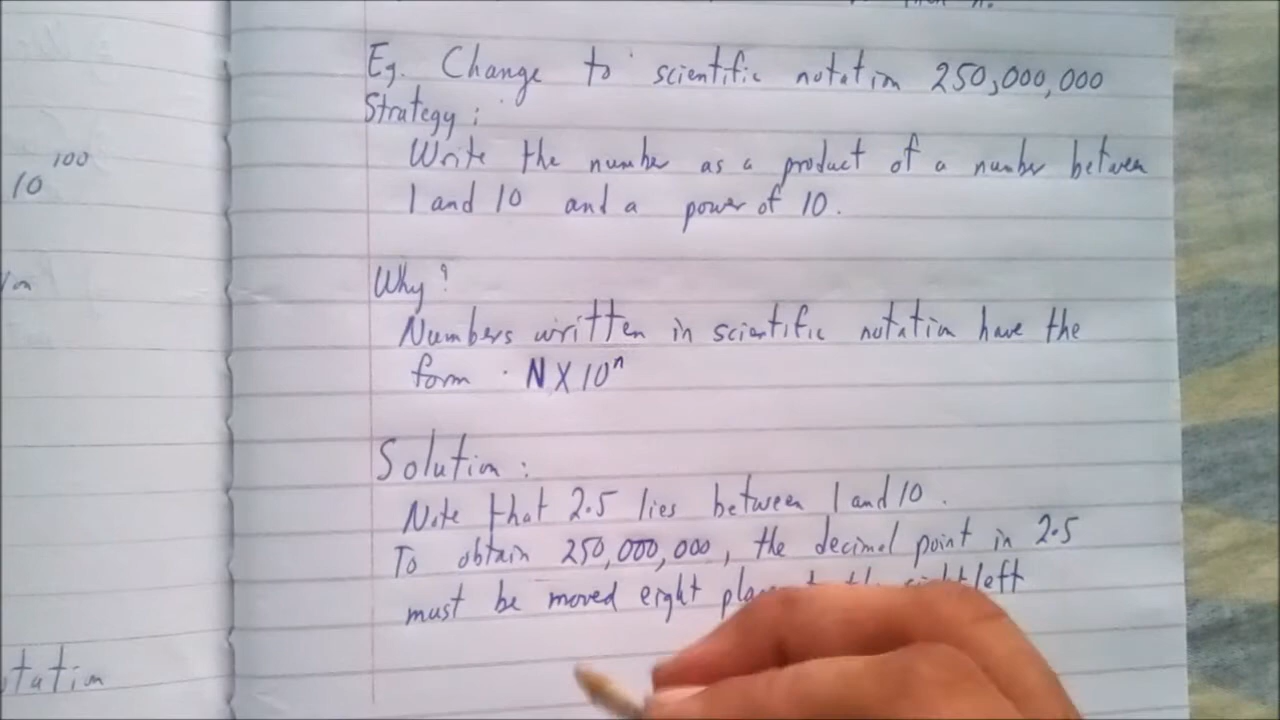 Eg. Change to scientific notation 250,000,000
Strategy:
Write the number as a product of a number between
1 and 10 and a power of 10.
Why?
Numbers written in scientific notation have the
form N X 10ⁿ
Solution:
Note that 2.5 lies between 1 and 10.
To obtain 250,000,000, the decimal point in 2.5
must be moved eight left
10¹⁰⁰